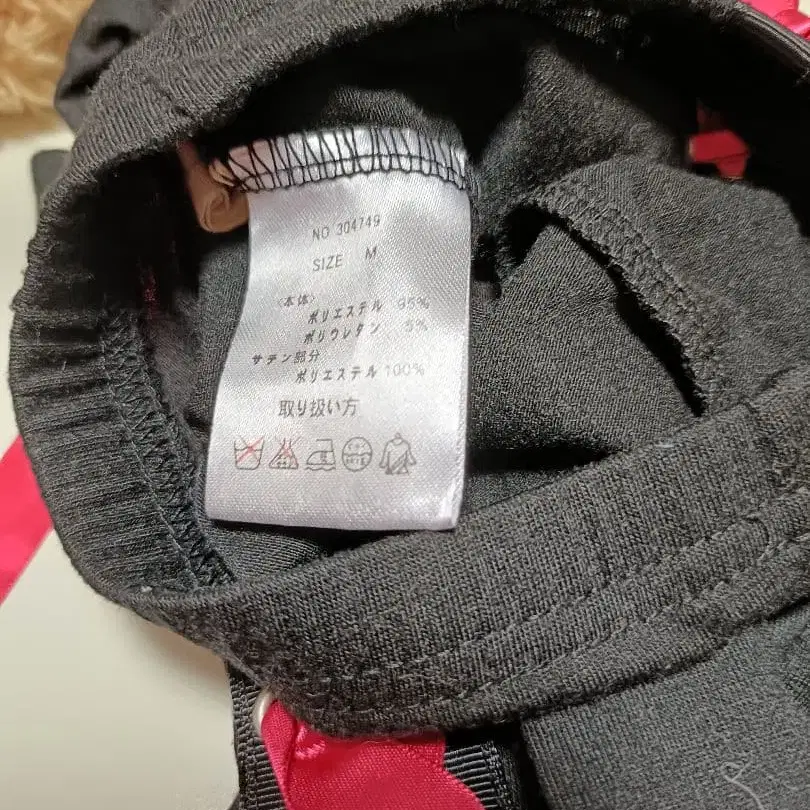 NO 304749
SIZE M
〈本体〉
ポリエステル 95%
ポリウレタン 5%
サテン部分
ポリエステル 100%
取り扱い方